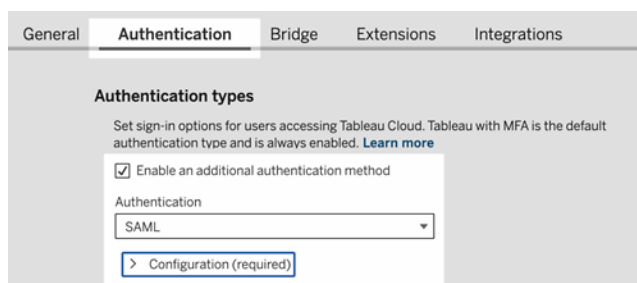 General Authentication Bridge Extensions Integrations
Authentication types
Set sign-in options for users accessing Tableau Cloud. Tableau with MFA is the default
authentication type and is always enabled. Learn more
Enable an additional authentication method
Authentication
SAML
Configuration (required)